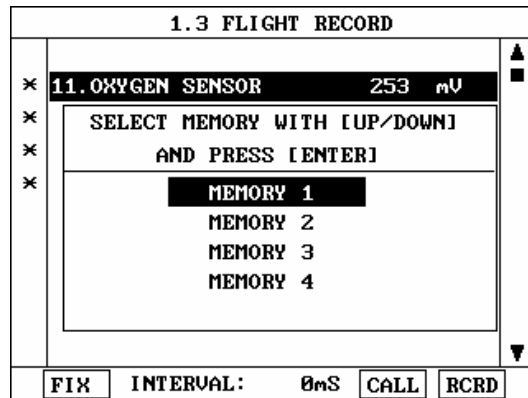 1.3 FLIGHT RECORD
* 11.OXYGEN SENSOR 253 mV
* SELECT MEMORY WITH [UP/DOWN]
* AND PRESS [ENTER]
* MEMORY 1
MEMORY 2
MEMORY 3
MEMORY 4
FIX INTERVAL: 0mS CALL RCRD